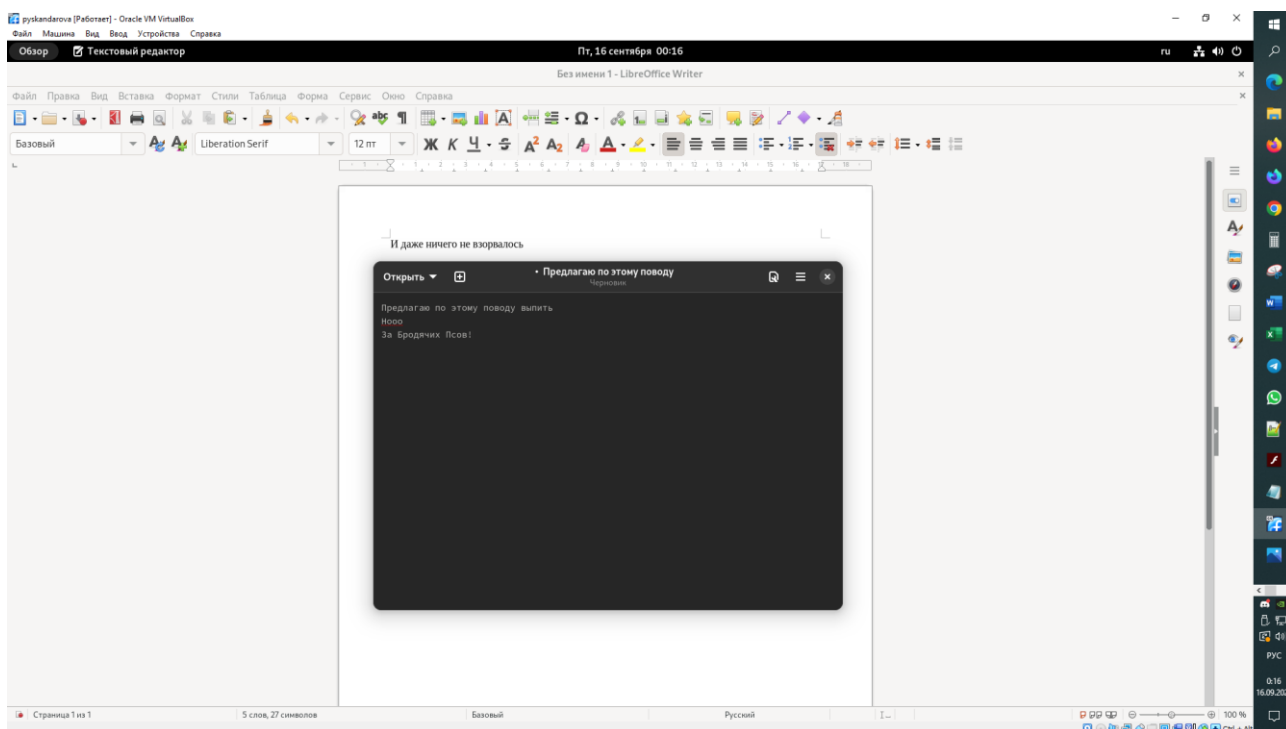 pyskandarova [Работает] - Oracle VM VirtualBox
Файл Машина Вид Ввод Устройства Справка
Обзор Текстовый редактор Пт, 16 сентября 00:16 ru
Без имени 1 - LibreOffice Writer
Файл Правка Вид Вставка Формат Стили Таблица Форма Сервис Окно Справка
Базовый Liberation Serif 12 пт
И даже ничего не взорвалось
Открыть • Предлагаю по этому поводу
Черновик
Предлагаю по этому поводу выпить
Нооо
За Бродячих Псов!
РУС
0:16
Страница 1 из 1 5 слов, 27 символов Базовый Русский 100 %